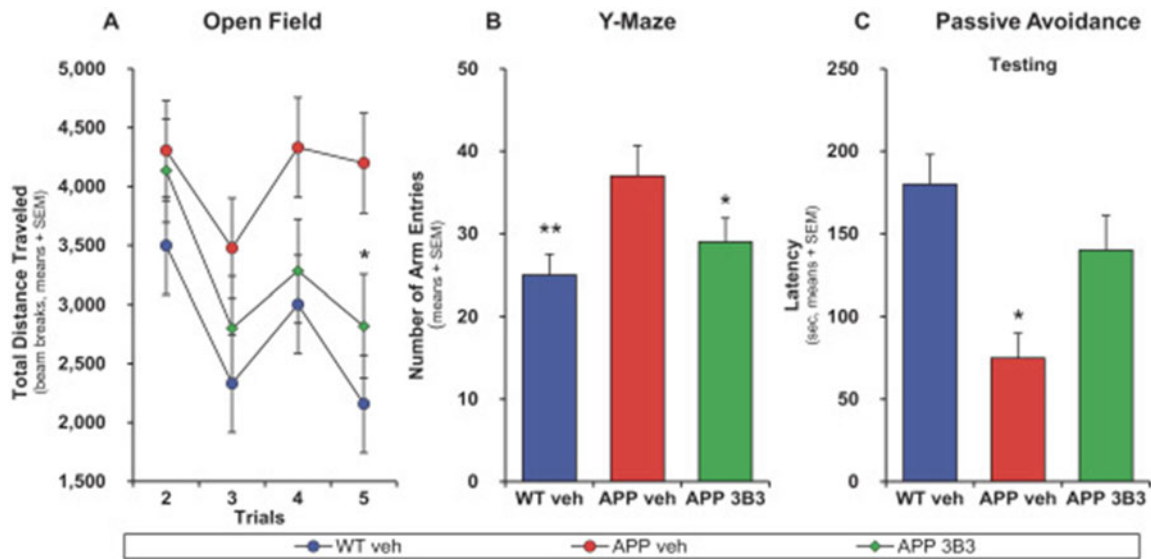 A Open Field
B Y-Maze
C Passive Avoidance
Testing
Total Distance Traveled
(beam breaks, means + SEM)
5,000
4,500
4,000
3,500
3,000
2,500
2,000
1,500
*
2 3 4 5
Trials
Number of Arm Entries
(means + SEM)
50
40
30
20
10
0
**
*
WT veh APP veh APP 3B3
Latency
(sec, means + SEM)
250
200
150
100
50
0
*
WT veh APP veh APP 3B3
WT veh APP veh APP 3B3